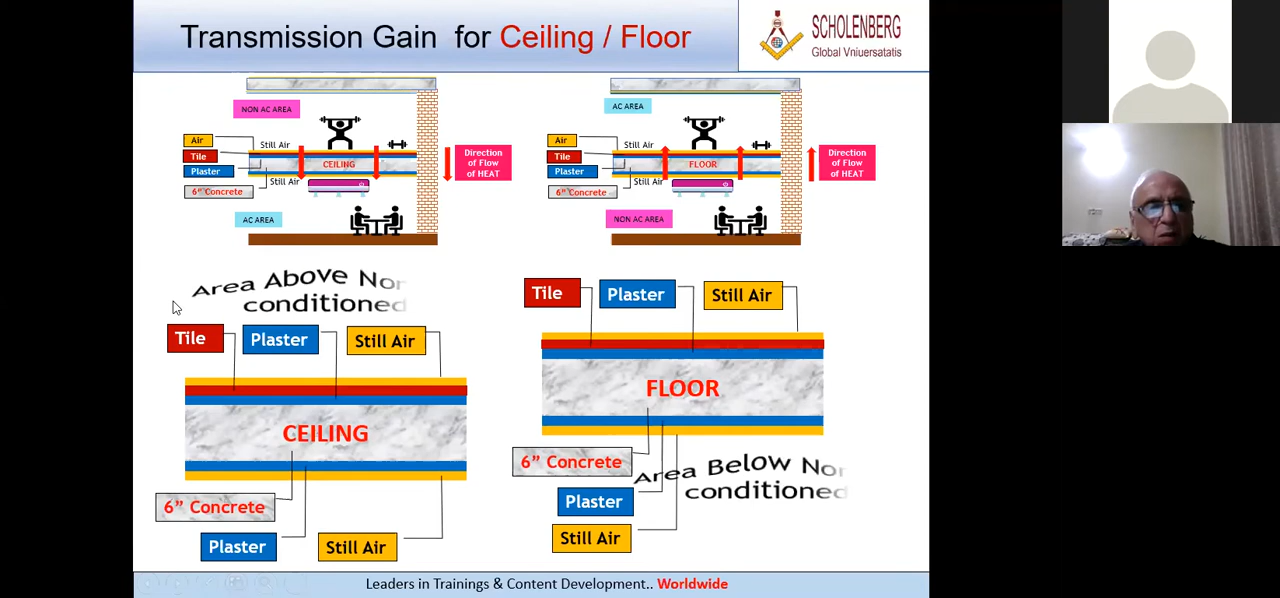 Transmission Gain for Ceiling / Floor
SCHOLENBERG
Global Vniuersatatis
NON AC AREA
Air
Still Air
Tile
CEILING
Plaster
Still Air
6" Concrete
Direction
of Flow
of HEAT
AC AREA
AC AREA
Air
Still Air
Tile
FLOOR
Plaster
Still Air
6" Concrete
Direction
of Flow
of HEAT
NON AC AREA
Area Above Non
conditioned
Tile
Plaster
Still Air
CEILING
6” Concrete
Plaster
Still Air
Tile
Plaster
Still Air
FLOOR
6” Concrete
Area Below Non
conditioned
Plaster
Still Air
Leaders in Trainings & Content Development.. Worldwide